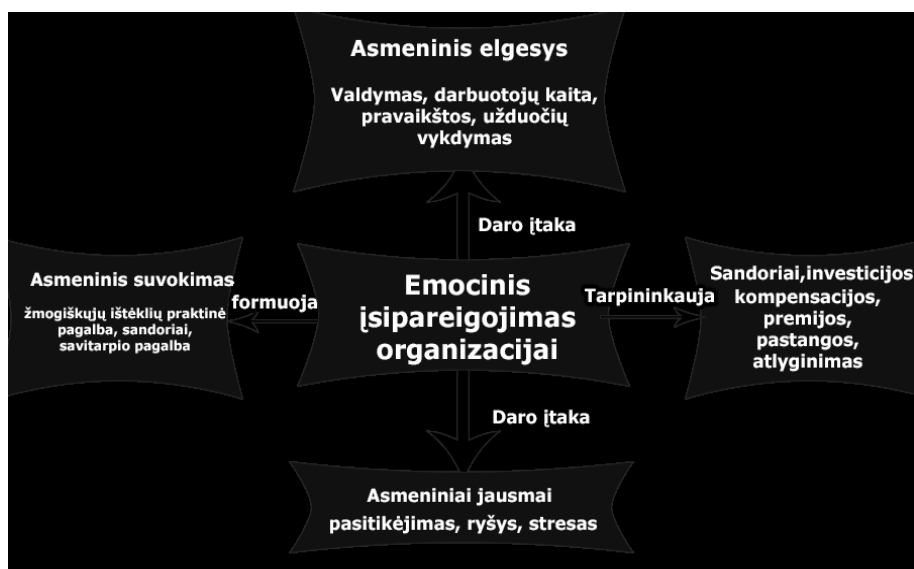 Asmeninis elgesys
Valdymas, darbuotojų kaita,
pravaikštos, užduočių
vykdymas
Daro įtaka
Asmeninis suvokimas
žmogiškųjų ištėklių praktinė
pagalba, sandoriai,
savitarpio pagalba
formuoja
Emocinis
įsipareigojimas
organizacijai
Tarpininkauja
Sandoriai,investicijos
kompensacijos,
premijos,
pastangos,
atlyginimas
Daro įtaka
Asmeniniai jausmai
pasitikėjimas, ryšys, stresas